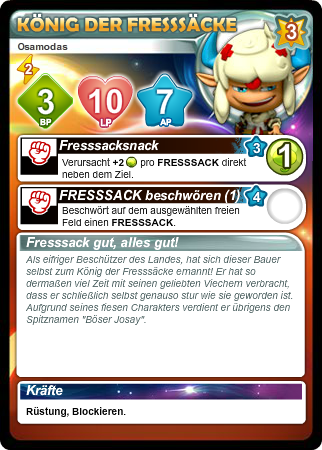 KÖNIG DER FRESSSÄCKE
Osamodas
3
2
3
BP
10
LP
7
AP
Fresssacksnack
3
1
Verursacht +2 pro FRESSSACK direkt
neben dem Ziel.
FRESSSACK beschwören (1)
4
Beschwört auf dem ausgewählten freien
Feld einen FRESSSACK.
Fresssack gut, alles gut!
Als eifriger Beschützer des Landes, hat sich dieser Bauer
selbst zum König der Fresssäcke ernannt! Er hat so
dermaßen viel Zeit mit seinen geliebten Viechern verbracht,
dass er schließlich selbst genauso stur wie sie geworden ist.
Aufgrund seines fiesen Charakters verdient er übrigens den
Spitznamen "Böser Josay".
Kräfte
Rüstung, Blockieren.